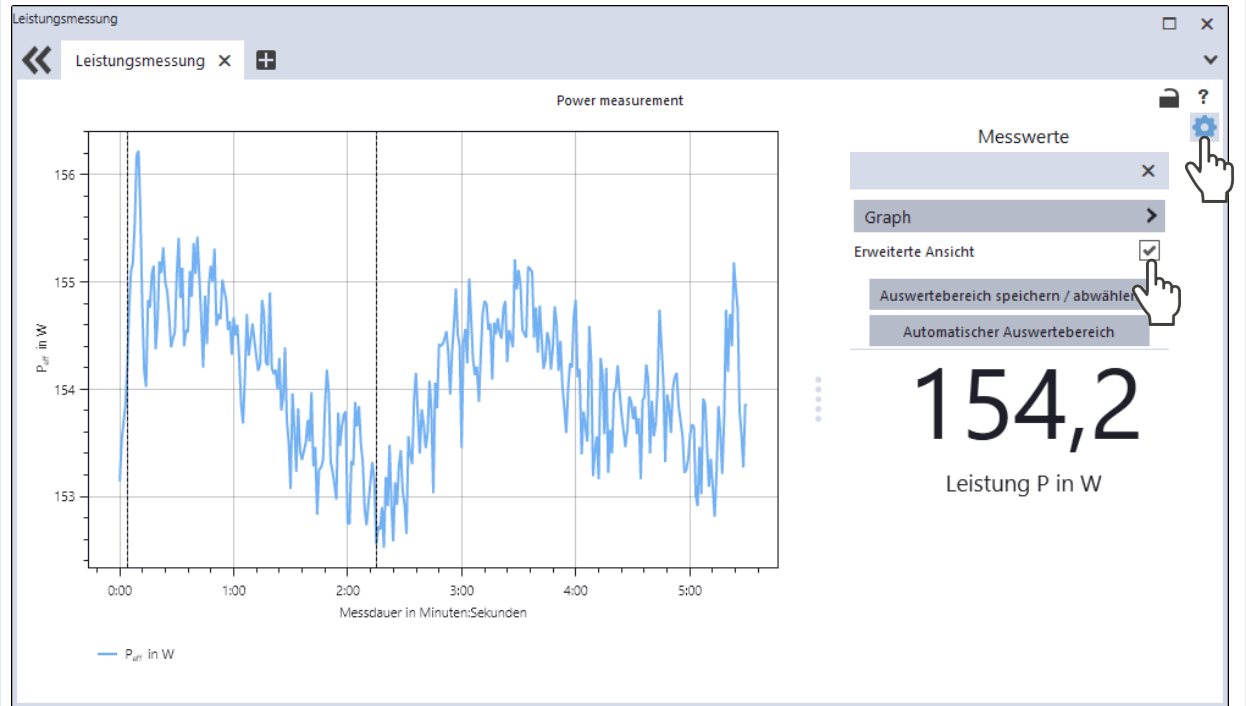 Leistungsmessung
Leistungsmessung
Power measurement
?
Messwerte
Graph
Erweiterte Ansicht
Auswertebereich speichern / abwählen
Automatischer Auswertebereich
154,2
Leistung P in W
156
155
154
153
P eff in W
0:00 1:00 2:00 3:00 4:00 5:00
Messdauer in Minuten:Sekunden
P eff in W